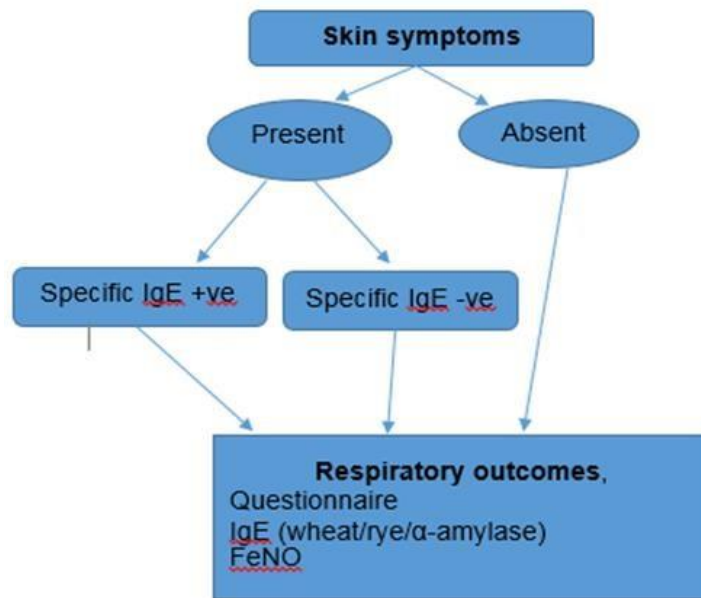 Skin symptoms
Present
Absent
Specific IgE +ve
Specific IgE -ve
Respiratory outcomes,
Questionnaire
IgE (wheat/rye/α-amylase)
FeNO